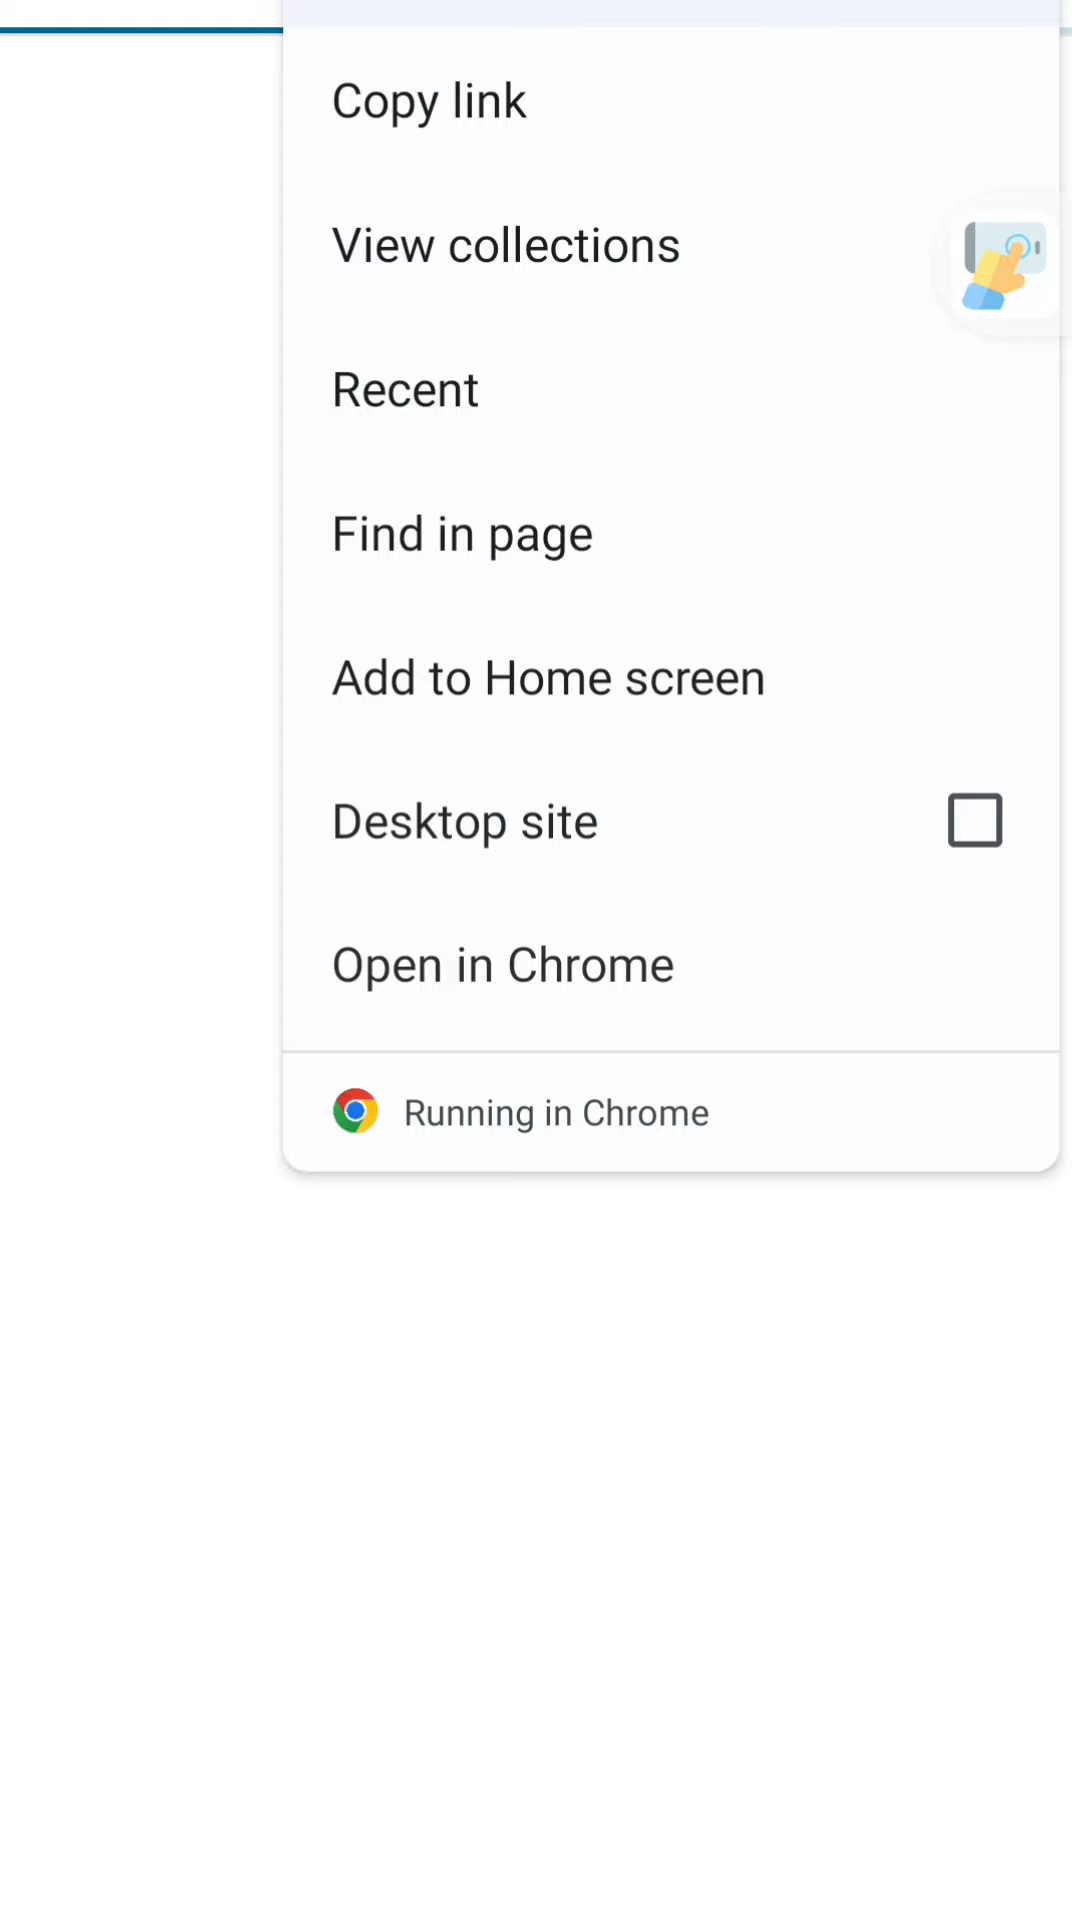 Copy link
View collections
Recent
Find in page
Add to Home screen
Desktop site
Open in Chrome
Running in Chrome